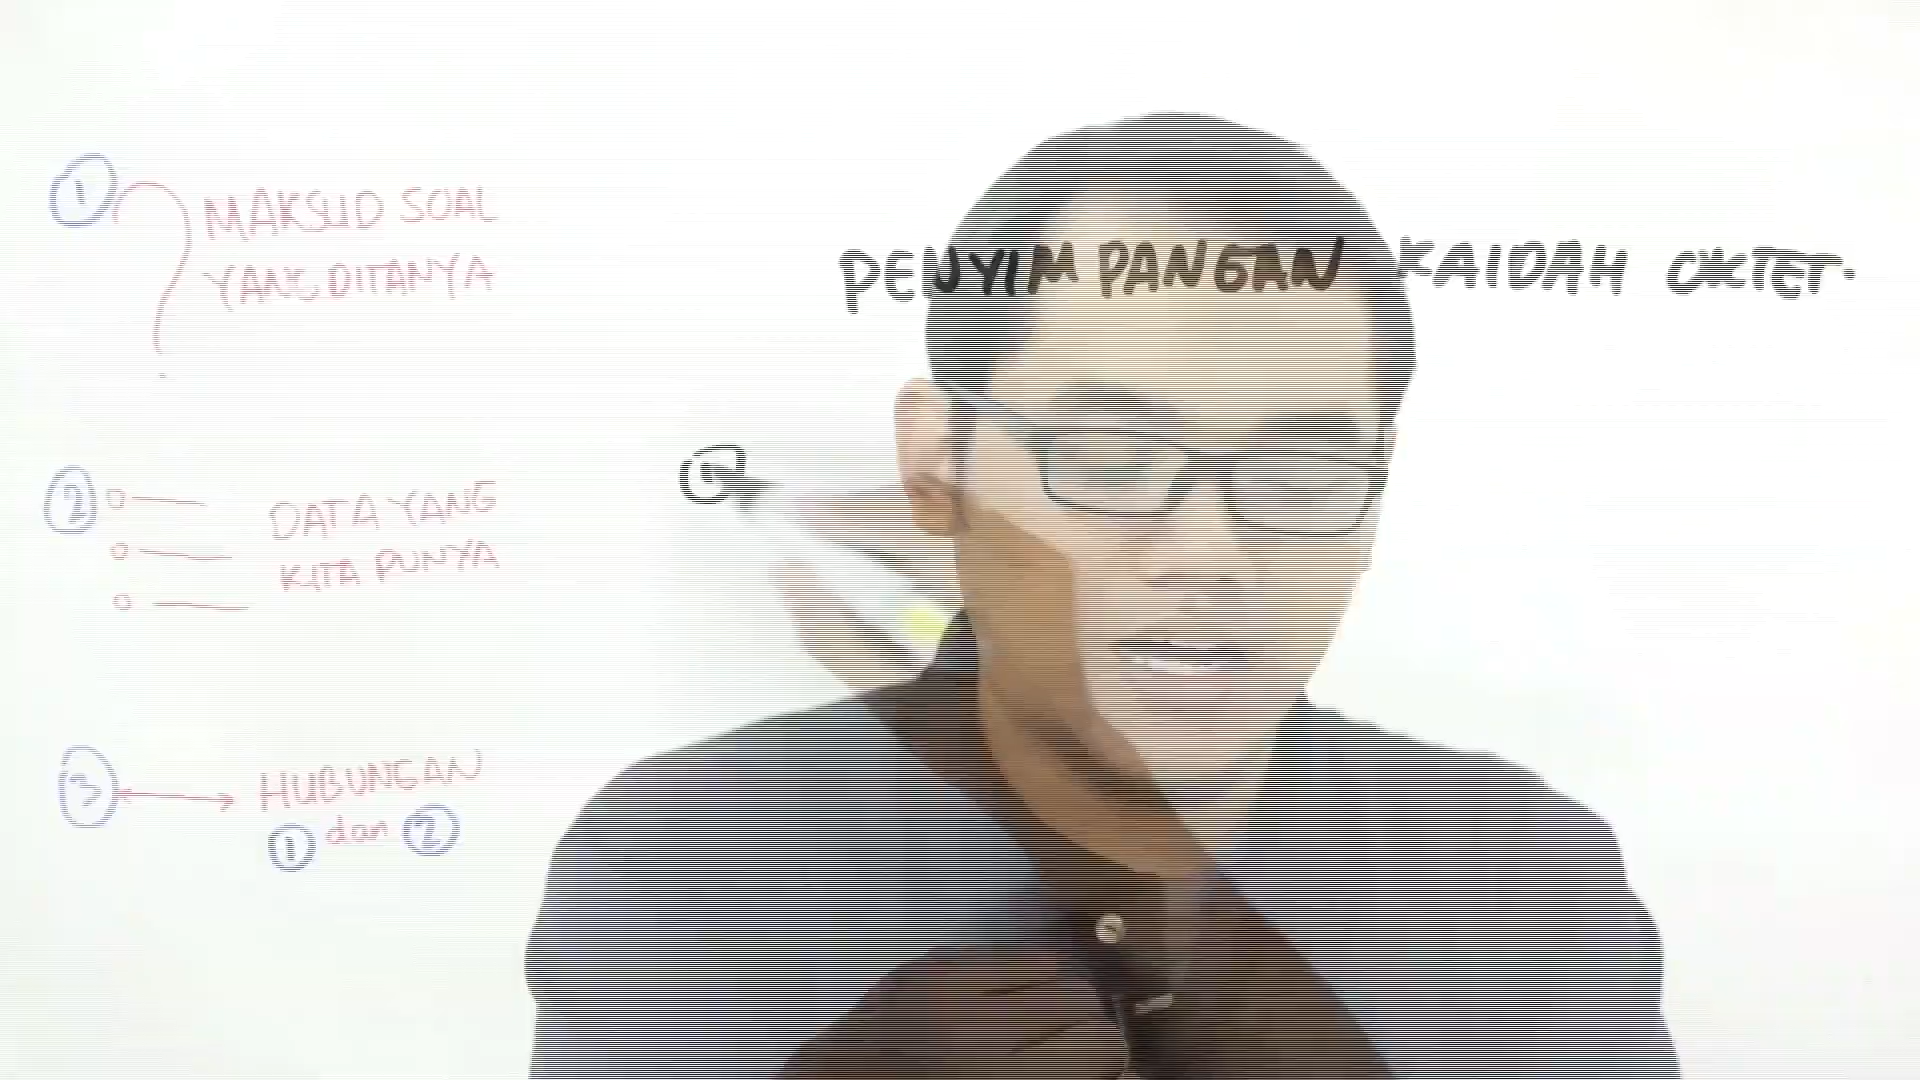 PENYIMPANGAN KAIDAH OKTET.
1
MAKSUD SOAL
YANG DITANYA
2
DATA YANG
KITA PUNYA
3
HUBUNGAN
1 dan 2